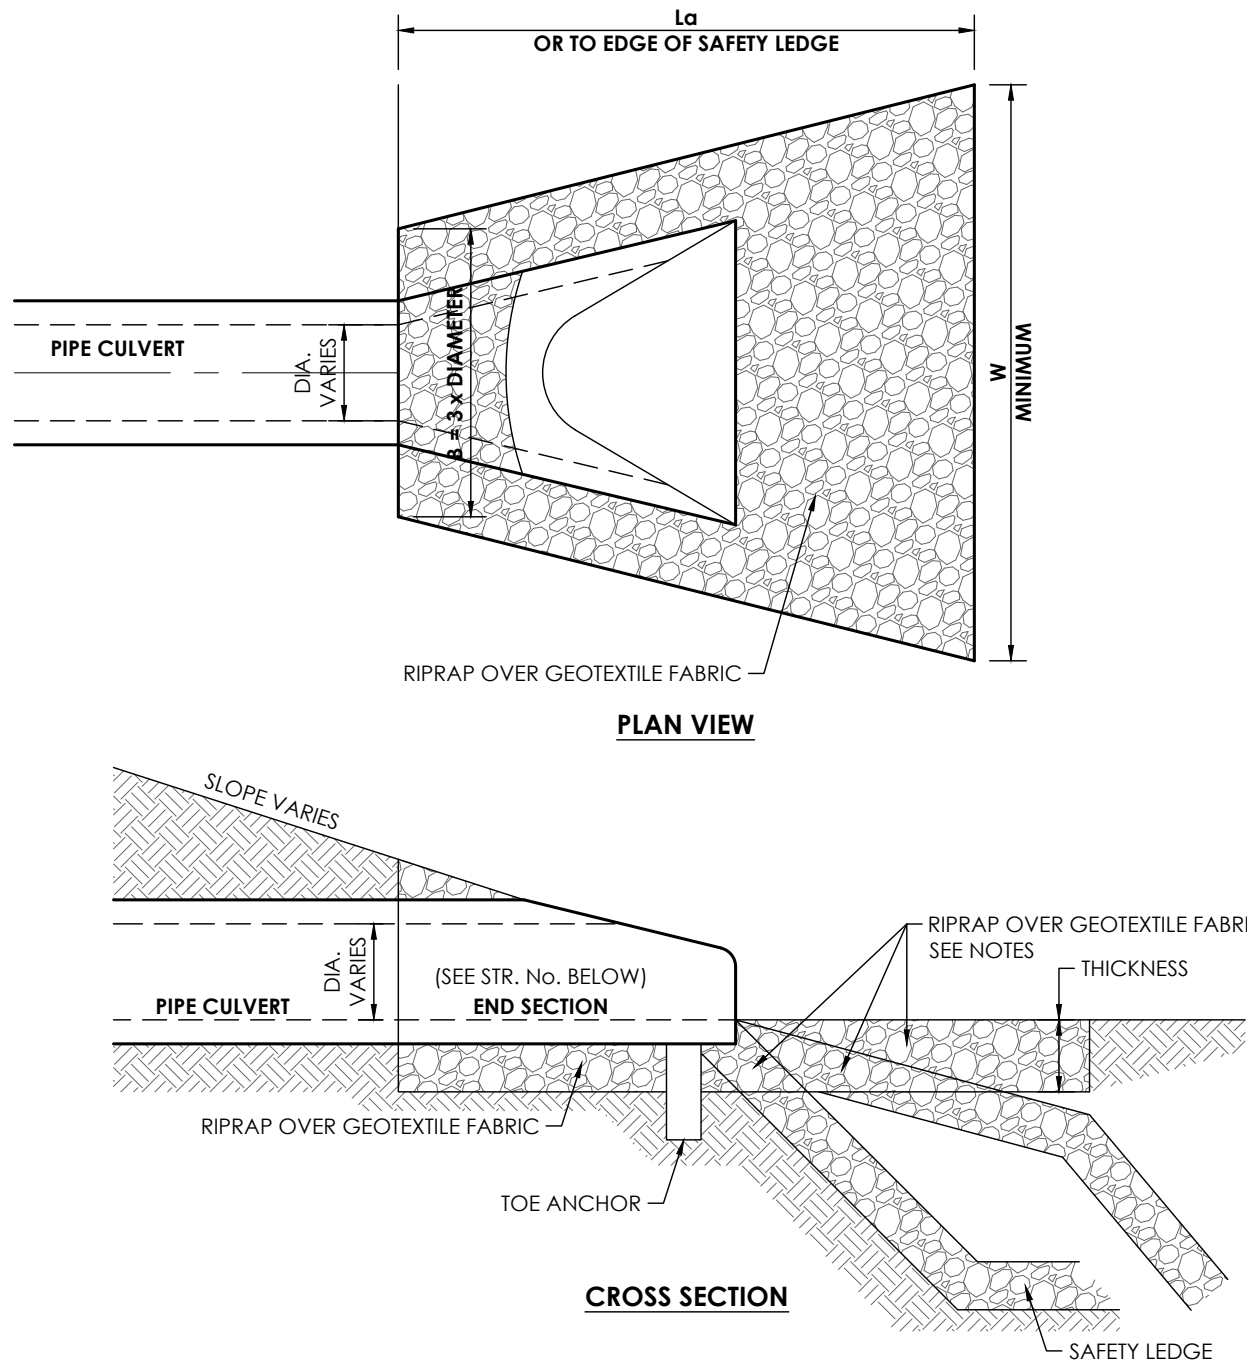 La
OR TO EDGE OF SAFETY LEDGE
PIPE CULVERT
DIA.
VARIES
B = 3 x DIAMETER
W
MINIMUM
RIPRAP OVER GEOTEXTILE FABRIC
PLAN VIEW
SLOPE VARIES
RIPRAP OVER GEOTEXTILE FABRI
SEE NOTES
THICKNESS
DIA.
VARIES
(SEE STR. No. BELOW)
PIPE CULVERT
END SECTION
RIPRAP OVER GEOTEXTILE FABRIC
TOE ANCHOR
CROSS SECTION
SAFETY LEDGE